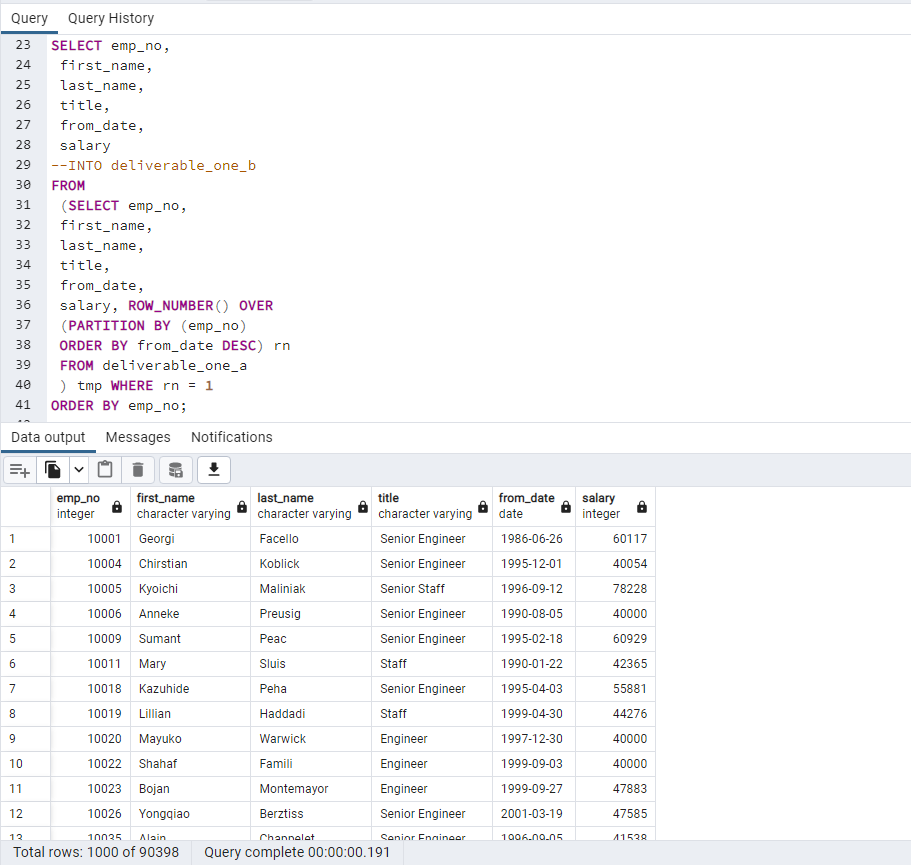 Query Query History
23 SELECT emp_no,
24 first_name,
25 last_name,
26 title,
27 from_date,
28 salary
29 --INTO deliverable_one_b
30 FROM
31 (SELECT emp_no,
32 first_name,
33 last_name,
34 title,
35 from_date,
36 salary, ROW_NUMBER() OVER
37 (PARTITION BY (emp_no)
38 ORDER BY from_date DESC) rn
39 FROM deliverable_one_a
40 ) tmp WHERE rn = 1
41 ORDER BY emp_no;
Data output Messages Notifications
emp_no first_name last_name title from_date salary
integer character varying character varying character varying date integer
1 10001 Georgi Facello Senior Engineer 1986-06-26 60117
2 10004 Chirstian Koblick Senior Engineer 1995-12-01 40054
3 10005 Kyoichi Maliniak Senior Staff 1996-09-12 78228
4 10006 Anneke Preusig Senior Engineer 1990-08-05 40000
5 10009 Sumant Peac Senior Engineer 1995-02-18 60929
6 10011 Mary Sluis Staff 1990-01-22 42365
7 10018 Kazuhide Peha Senior Engineer 1995-04-03 55881
8 10019 Lillian Haddadi Staff 1999-04-30 44276
9 10020 Mayuko Warwick Engineer 1997-12-30 40000
10 10022 Shahaf Famili Engineer 1999-09-03 40000
11 10023 Bojan Montemayor Engineer 1999-09-27 47883
12 10026 Yongqiao Berztiss Senior Engineer 2001-03-19 47585
13 10035 Alain Chappelet Senior Engineer 1996-09-05 41538
Total rows: 1000 of 90398 Query complete 00:00:00.191